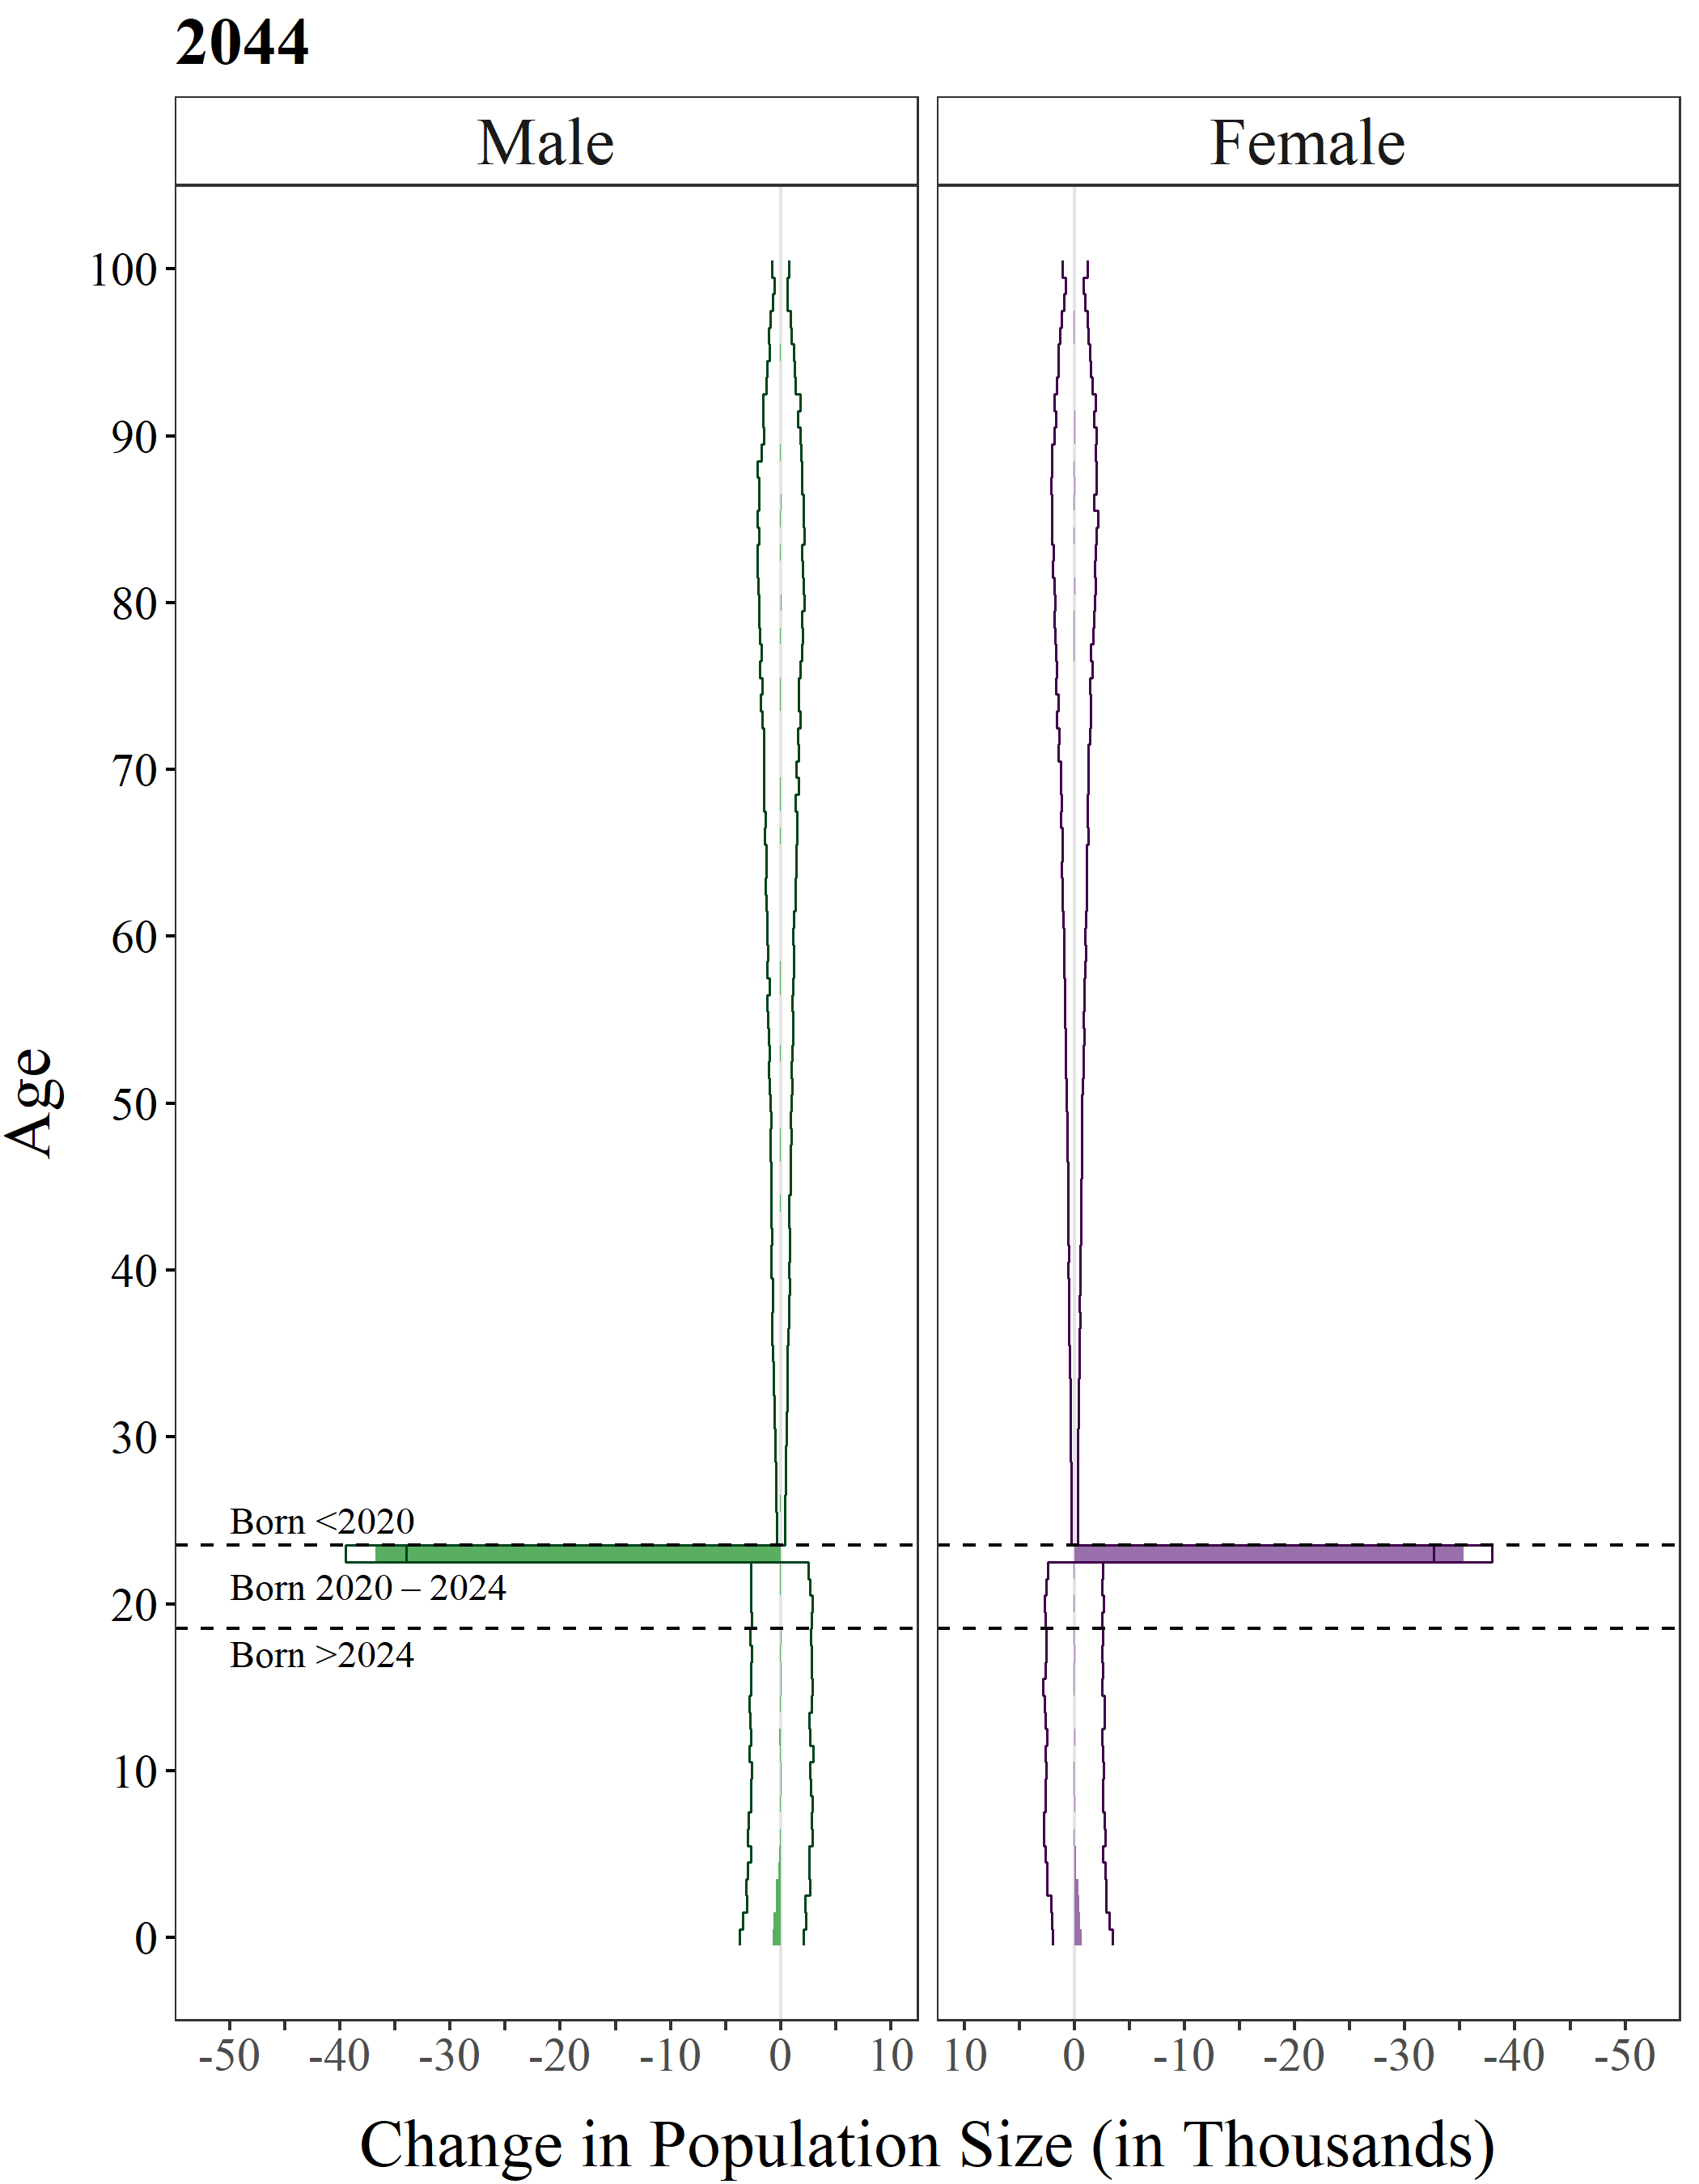 2044
Male
Female
100
90
80
70
60
50
40
30
20
10
0
Age
Born <2020
Born 2020 – 2024
Born >2024
-50 -40 -30 -20 -10 0 10
10 0 -10 -20 -30 -40 -50
Change in Population Size (in Thousands)